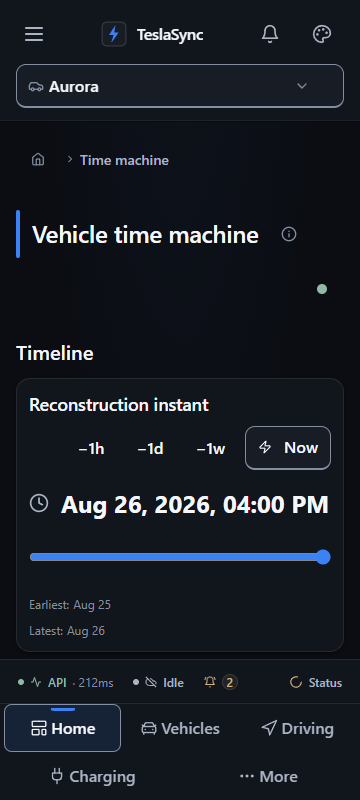 TeslaSync
Aurora
Time machine
Vehicle time machine
Timeline
Reconstruction instant
−1h −1d −1w Now
Aug 26, 2026, 04:00 PM
Earliest: Aug 25
Latest: Aug 26
API · 212ms Idle 2 Status
Home Vehicles Driving
Charging More